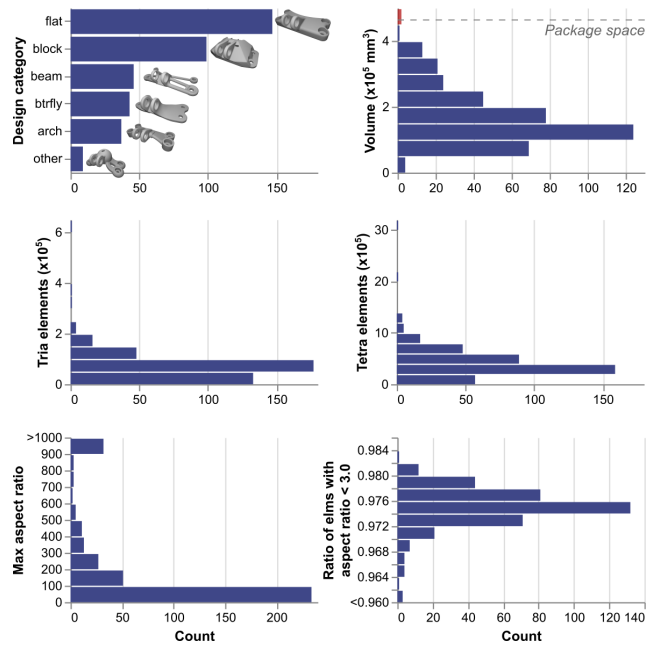 Design category
flat
block
beam
btrfly
arch
other
0 50 100 150
Volume (x10⁵ mm³)
4
2
0
Package space
0 20 40 60 80 100 120
Tria elements (x10⁵)
6
4
2
0
0 50 100 150
Tetra elements (x10⁵)
30
20
10
0
0 50 100 150
Max aspect ratio
>1000
900
800
700
600
500
400
300
200
100
0
0 50 100 150 200
Count
Ratio of elms with
aspect ratio < 3.0
0.984
0.980
0.976
0.972
0.968
0.964
<0.960
0 20 40 60 80 100 120 140
Count